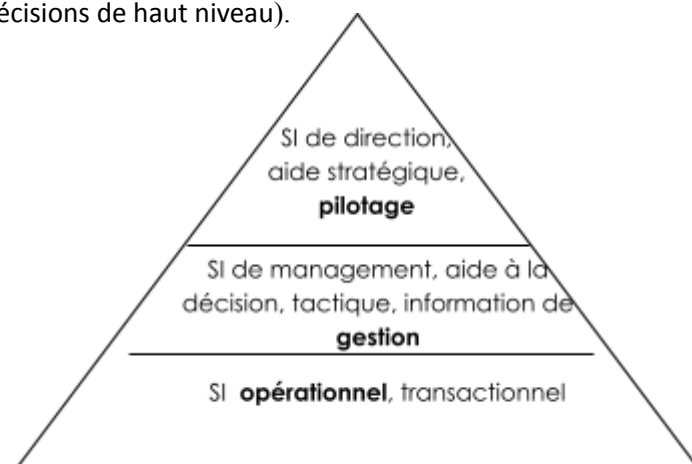 écisions de haut niveau).
SI de direction,
aide stratégique,
pilotage
SI de management, aide à la
décision, tactique, information de
gestion
SI opérationnel, transactionnel